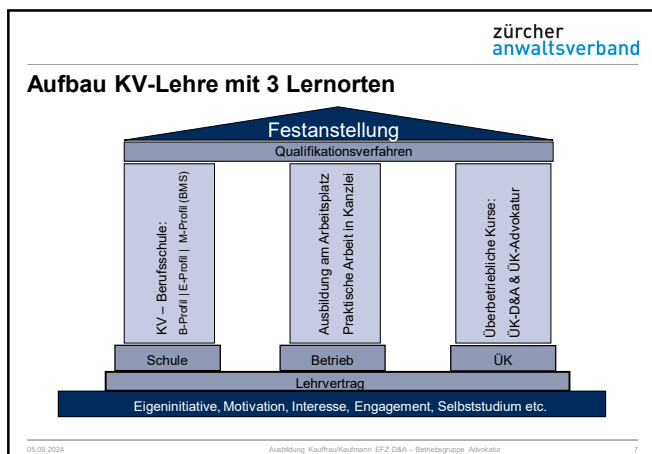 zürcher
anwaltsverband
Aufbau KV-Lehre mit 3 Lernorten
Festanstellung
Qualifikationsverfahren
KV – Berufsschule:
B-Profil | E-Profil | M-Profil (BMS)
Ausbildung am Arbeitsplatz
Praktische Arbeit in Kanzlei
Überbetriebliche Kurse:
ÜK-D&A & ÜK-Advokatur
Schule
Betrieb
ÜK
Lehrvertrag
Eigeninitiative, Motivation, Interesse, Engagement, Selbststudium etc.
05.09.2024
Ausbildung Kauffrau/Kaufmann EFZ D&A – Betriebsgruppe Advokatur
7